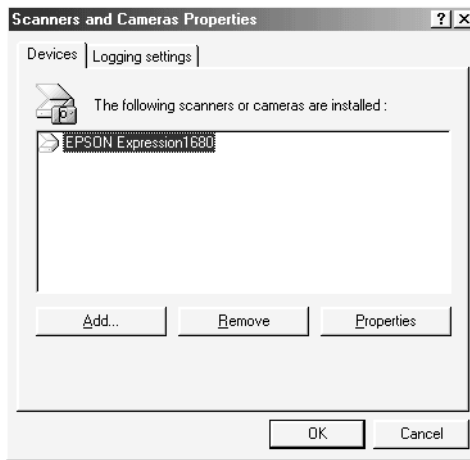 Scanners and Cameras Properties
Devices
Logging settings
The following scanners or cameras are installed :
EPSON Expression1680
Add...
Remove
Properties
OK
Cancel